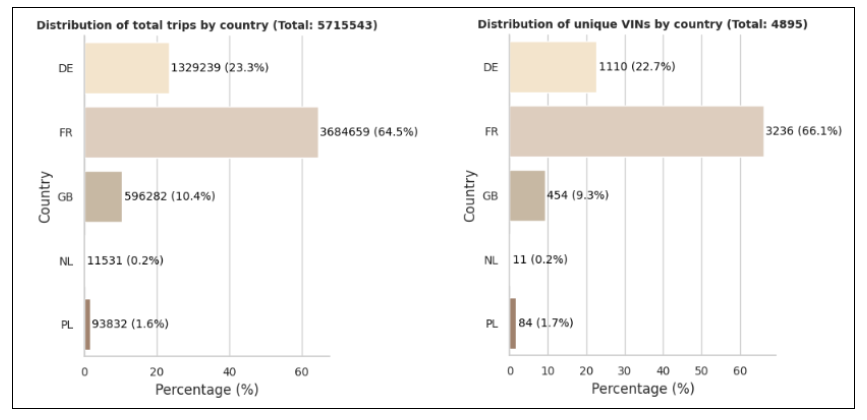 Distribution of total trips by country (Total: 5715543)
DE
1329239 (23.3%)
FR
3684659 (64.5%)
GB
596282 (10.4%)
NL
11531 (0.2%)
PL
93832 (1.6%)
Country
0 20 40 60
Percentage (%)
Distribution of unique VINs by country (Total: 4895)
DE
1110 (22.7%)
FR
3236 (66.1%)
GB
454 (9.3%)
NL
11 (0.2%)
PL
84 (1.7%)
Country
0 10 20 30 40 50 60
Percentage (%)